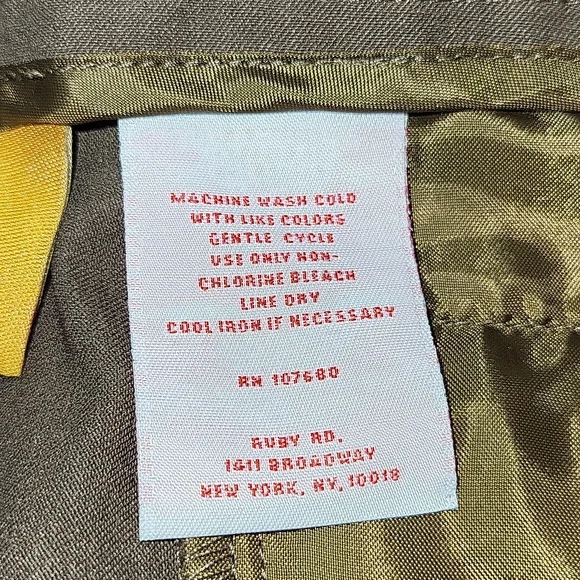 MACHINE WASH COLD
WITH LIKE COLORS
GENTLE CYCLE
USE ONLY NON-
CHLORINE BLEACH
LINE DRY
COOL IRON IF NECESSARY
RN 107680
RUBY RD.
1411 BROADWAY
NEW YORK, NY, 10018